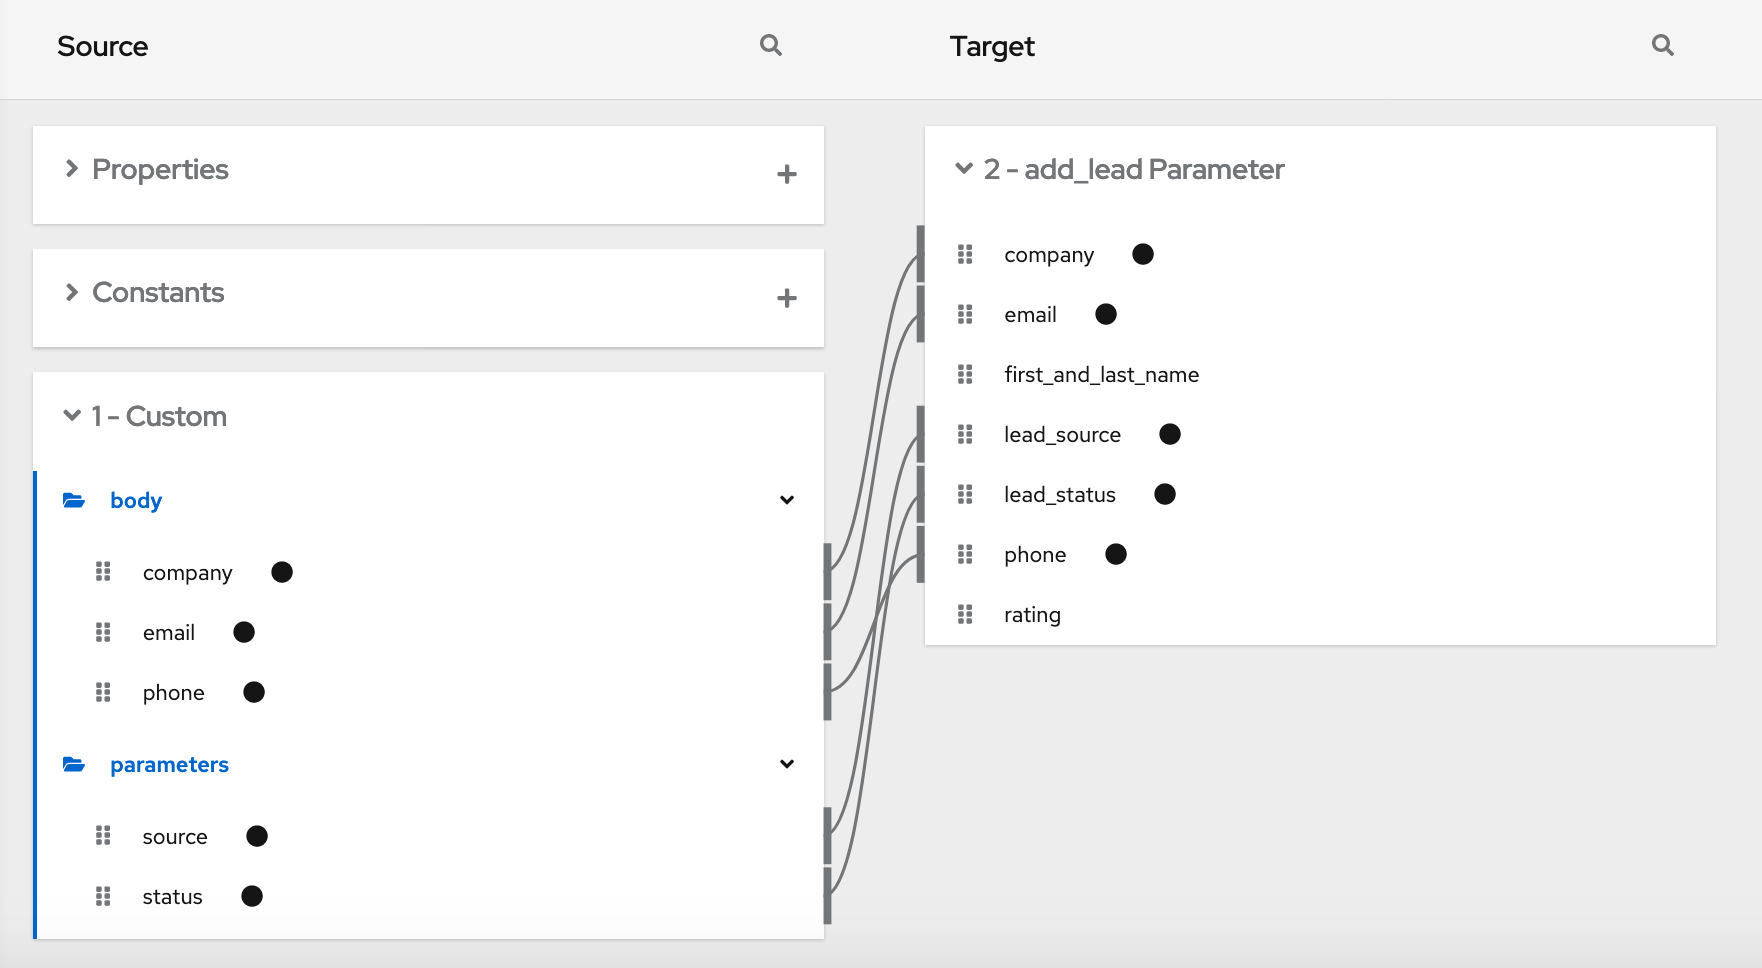 Source
Properties
Constants
1 - Custom
body
company
email
phone
parameters
source
status
Target
2 - add_lead Parameter
company
email
first_and_last_name
lead_source
lead_status
phone
rating